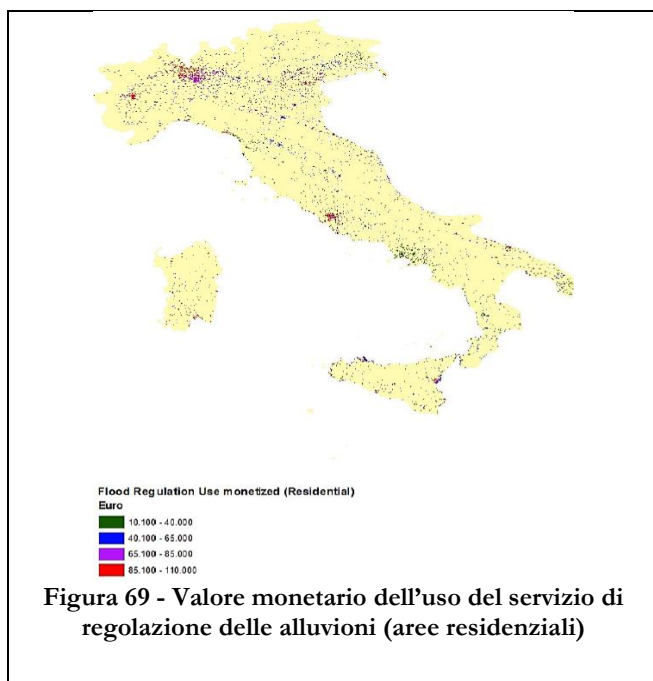 Flood Regulation Use monetized (Residential)
Euro
10.100 - 40.000
40.100 - 65.000
65.100 - 85.000
85.100 - 110.000
Figura 69 - Valore monetario dell’uso del servizio di
regolazione delle alluvioni (aree residenziali)